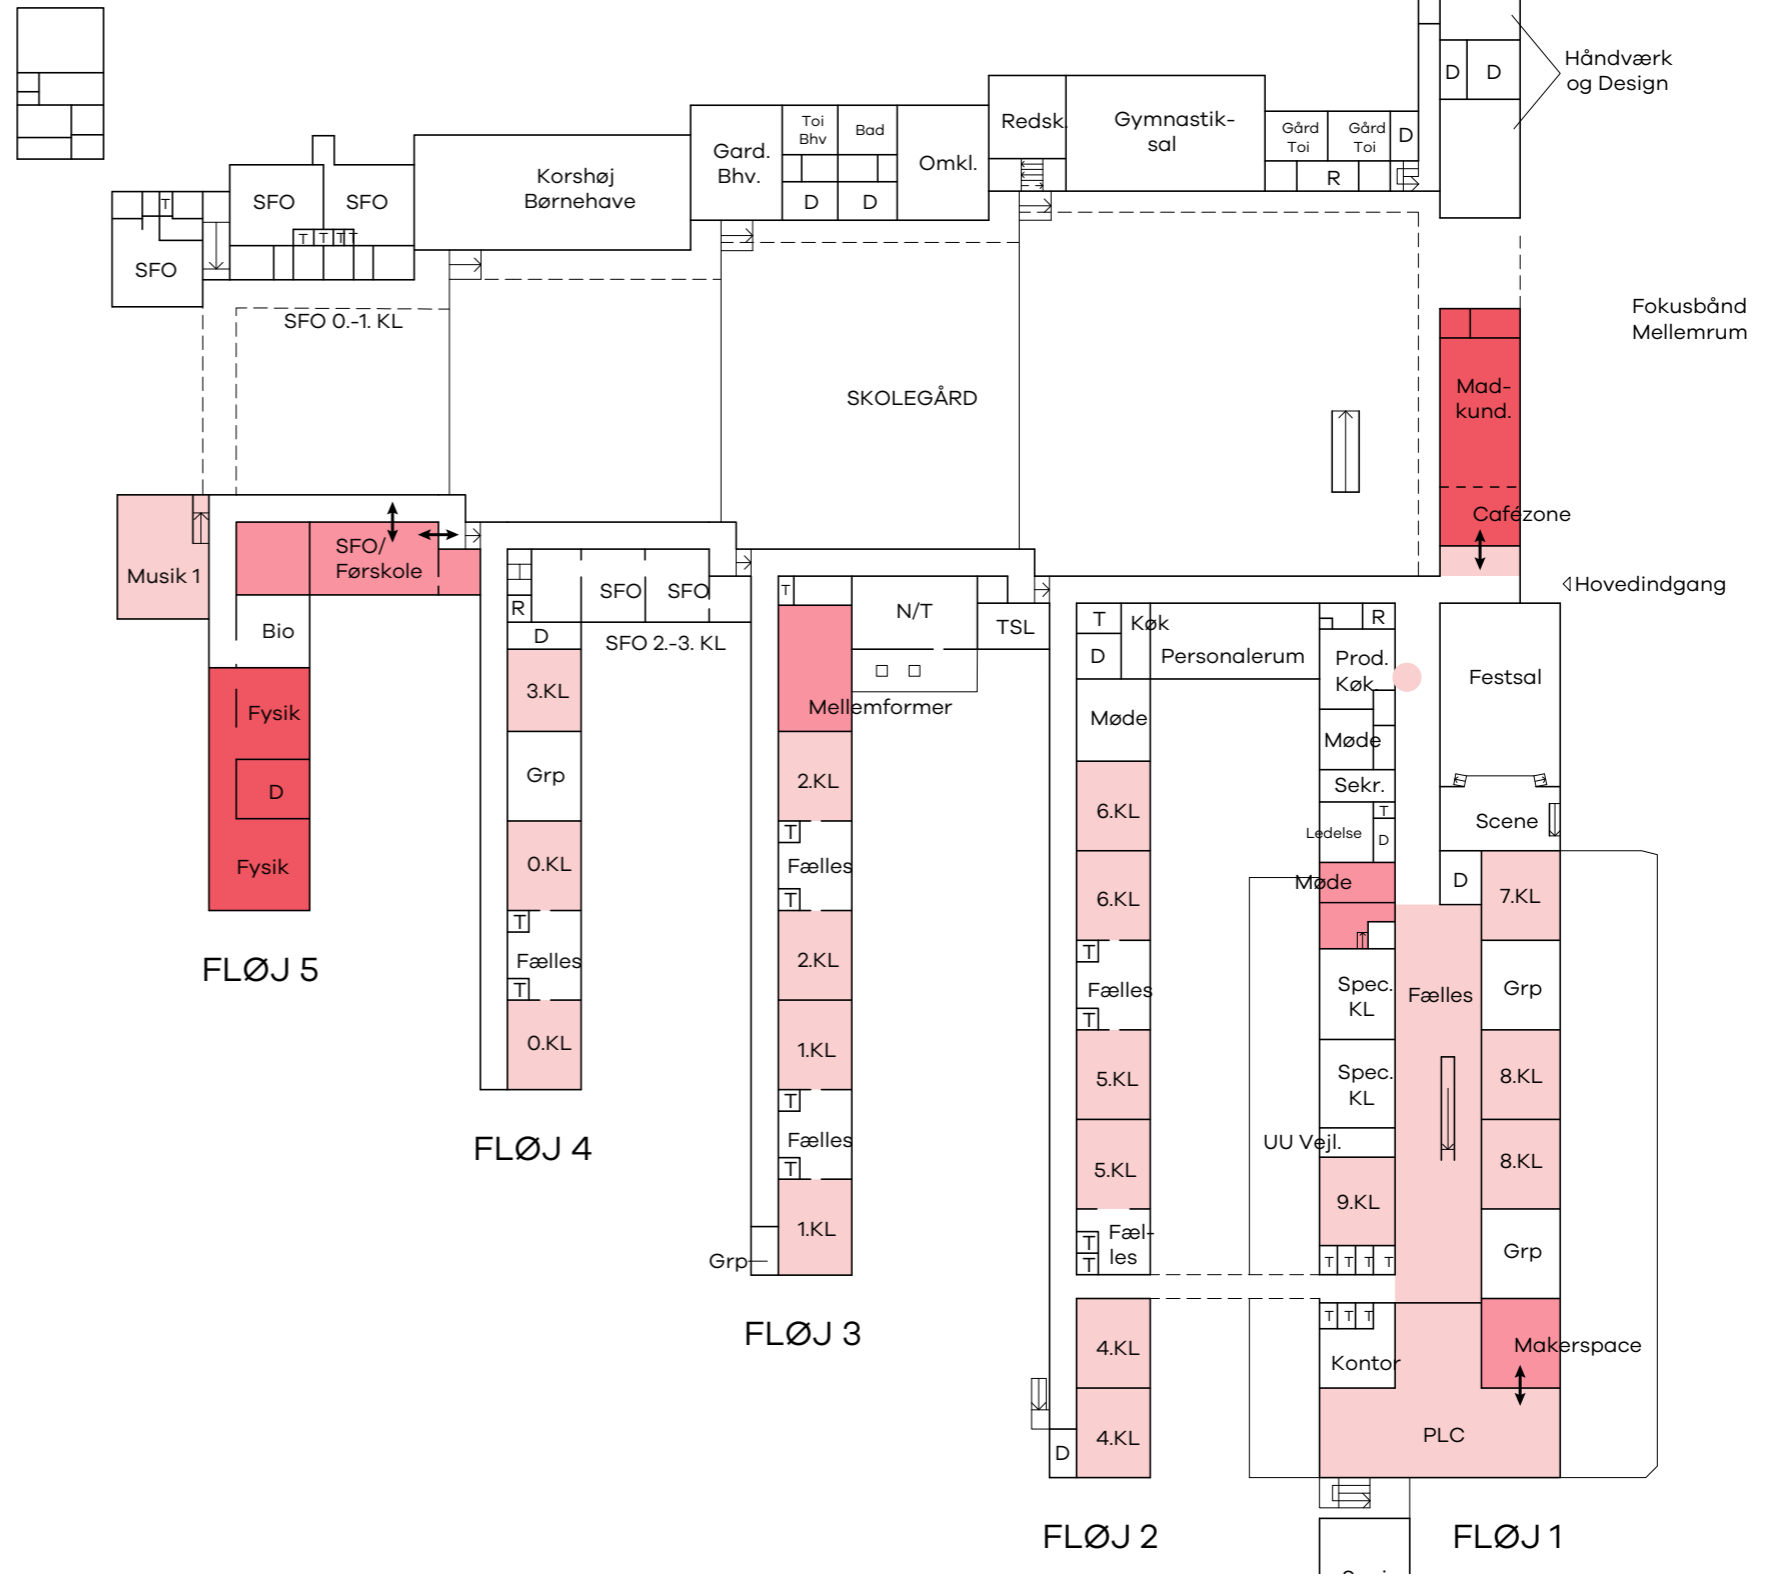 Håndværk
og Design
D
D
Redsk.
Gymnastik-
sal
Gård
Toi
Gård
Toi
D
R
Toi
Bhv
Bad
Gard.
Bhv.
Omkl.
D
D
Korshøj
Børnehave
SFO
SFO
T
T
T
T
T
SFO
SFO 0.-1. KL
Fokusbånd
Mellemrum
SKOLEGÅRD
Mad-
kund.
Cafézone
Hovedindgang
Musik 1
SFO/
Førskole
Bio
Fysik
D
Fysik
FLØJ 5
R
SFO
SFO
D
SFO 2.-3. KL
3.KL
Grp
0.KL
T
Fælles
T
0.KL
FLØJ 4
T
N/T
TSL
Mellemformer
2.KL
T
Fælles
T
2.KL
1.KL
T
Fælles
T
1.KL
Grp
FLØJ 3
T
Køk
D
Personalerum
Møde
6.KL
6.KL
T
Fælles
T
5.KL
5.KL
Fæl-
les
T
T
4.KL
4.KL
D
FLØJ 2
R
Prod.
Køk.
Møde
Sekr.
Ledelse
T
D
Møde
Spec.
KL
Spec.
KL
UU Vejl.
9.KL
T
T
T
T
T
T
T
Kontor
Festsal
Scene
D
7.KL
Fælles
Grp
8.KL
8.KL
Grp
Makerspace
PLC
FLØJ 1